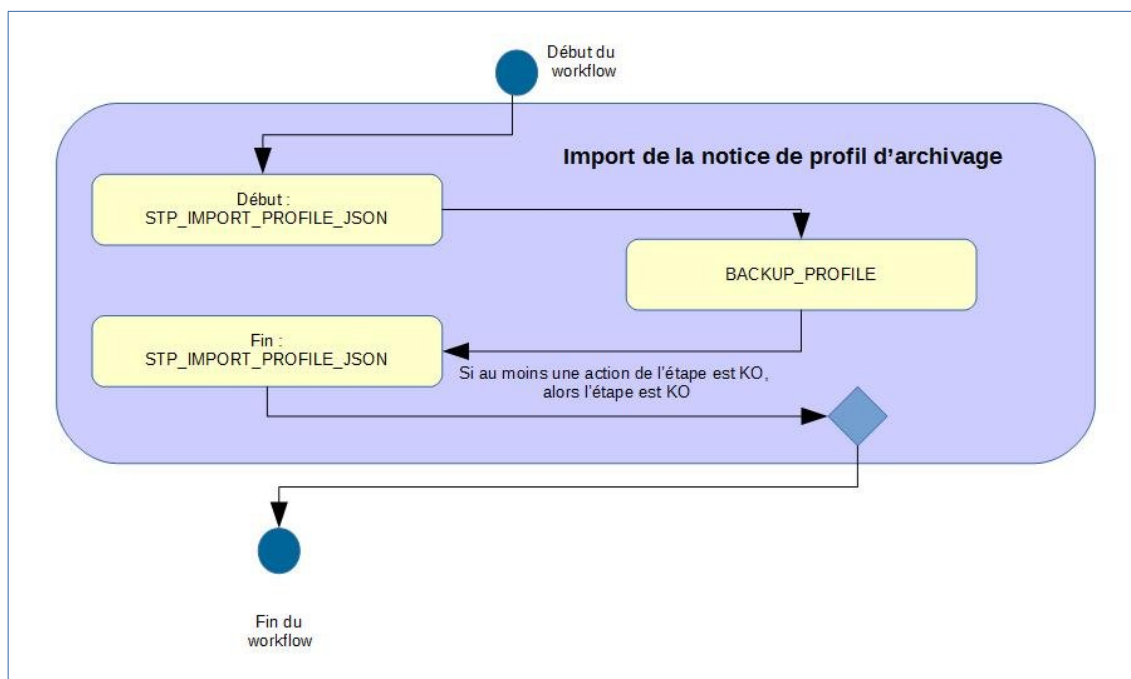 Début du
workflow
Import de la notice de profil d’archivage
Début :
STP_IMPORT_PROFILE_JSON
BACKUP_PROFILE
Fin :
STP_IMPORT_PROFILE_JSON
Si au moins une action de l’étape est KO,
alors l’étape est KO
Fin du
workflow